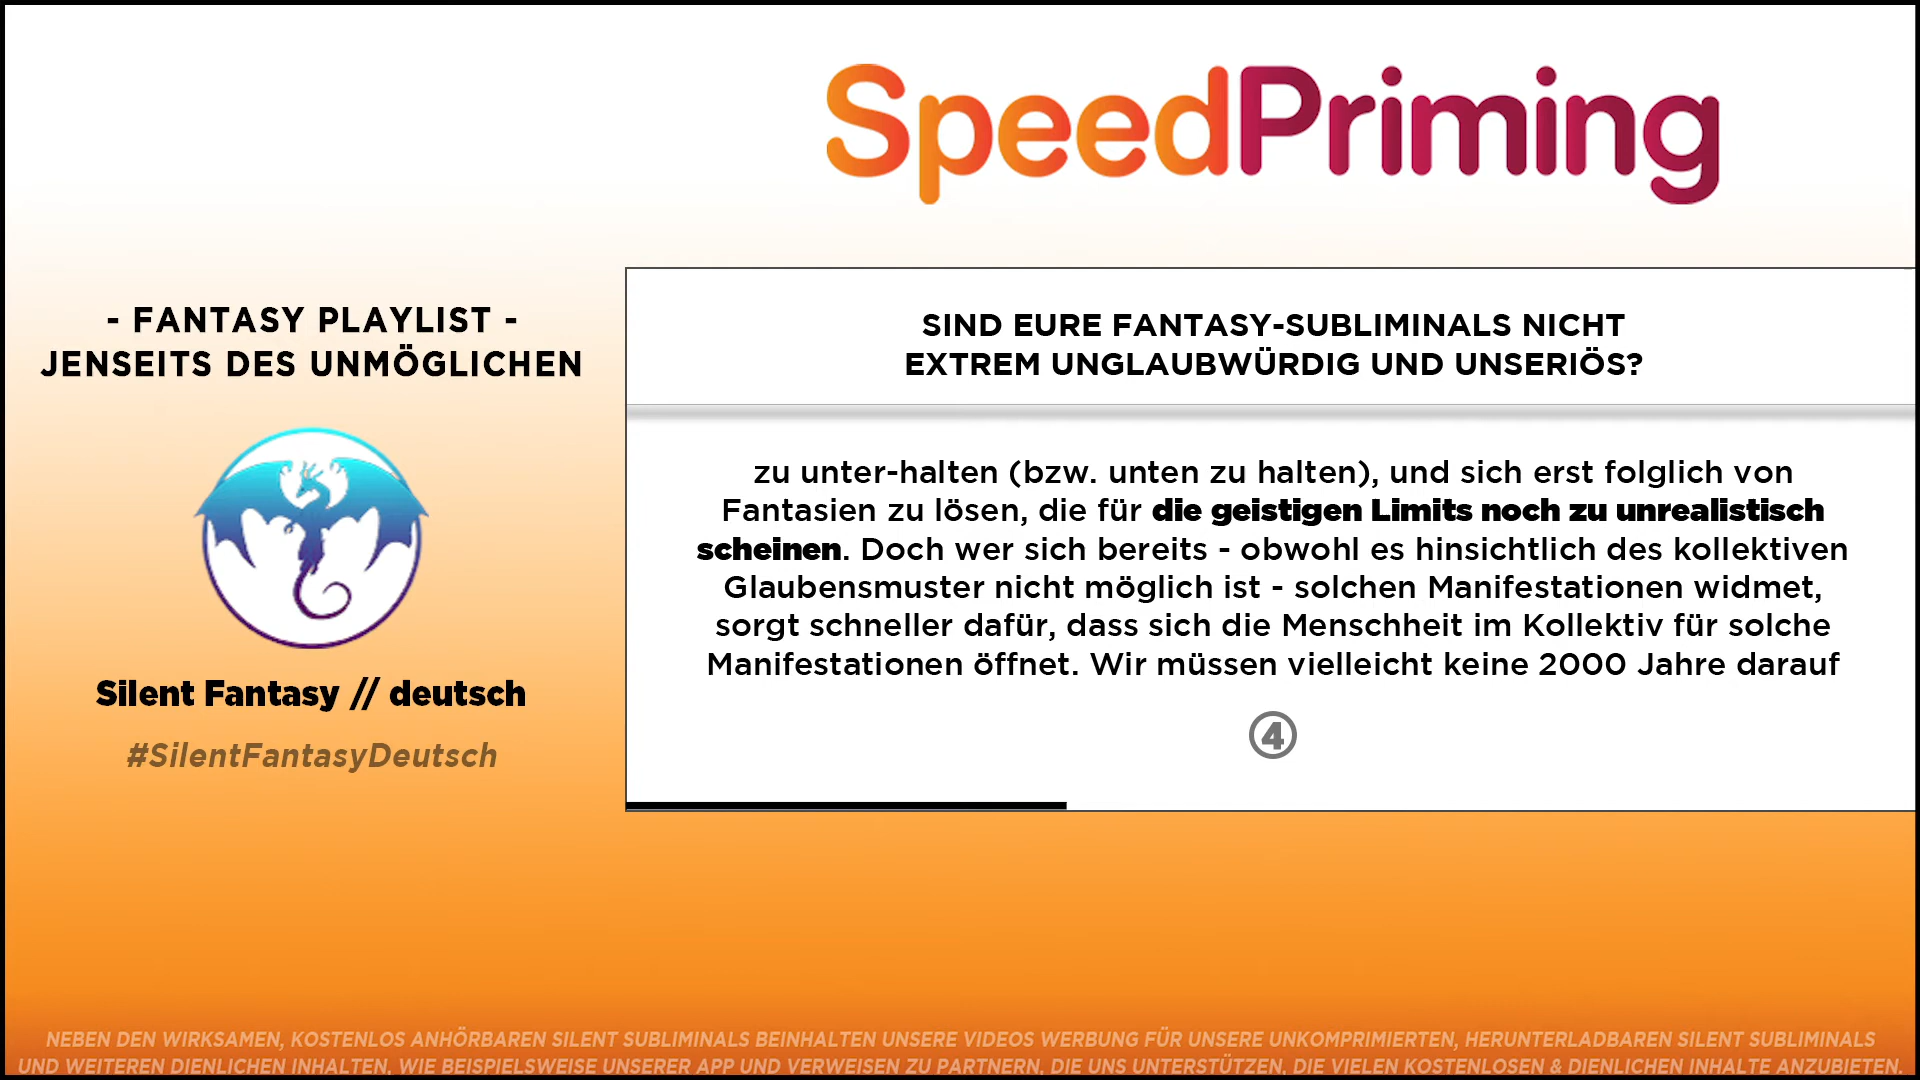 SpeedPriming
- FANTASY PLAYLIST -
JENSEITS DES UNMÖGLICHEN
Silent Fantasy // deutsch
#SilentFantasyDeutsch
SIND EURE FANTASY-SUBLIMINALS NICHT
EXTREM UNGLAUBWÜRDIG UND UNSERIÖS?
zu unter-halten (bzw. unten zu halten), und sich erst folglich von
Fantasien zu lösen, die für die geistigen Limits noch zu unrealistisch
scheinen. Doch wer sich bereits - obwohl es hinsichtlich des kollektiven
Glaubensmuster nicht möglich ist - solchen Manifestationen widmet,
sorgt schneller dafür, dass sich die Menschheit im Kollektiv für solche
Manifestationen öffnet. Wir müssen vielleicht keine 2000 Jahre darauf
④
NEBEN DEN WIRKSAMEN, KOSTENLOS ANHÖRBAREN SILENT SUBLIMINALS BEINHALTEN UNSERE VIDEOS WERBUNG FÜR UNSERE UNKOMPRIMIERTEN, HERUNTERLADBAREN SILENT SUBLIMINALS
UND WEITEREN DIENLICHEN INHALTEN, WIE BEISPIELSWEISE UNSERER APP UND VERWEISEN ZU PARTNERN, DIE UNS UNTERSTÜTZEN, DIE VIELEN KOSTENLOSEN & DIENLICHEN INHALTE ANZUBIETEN.